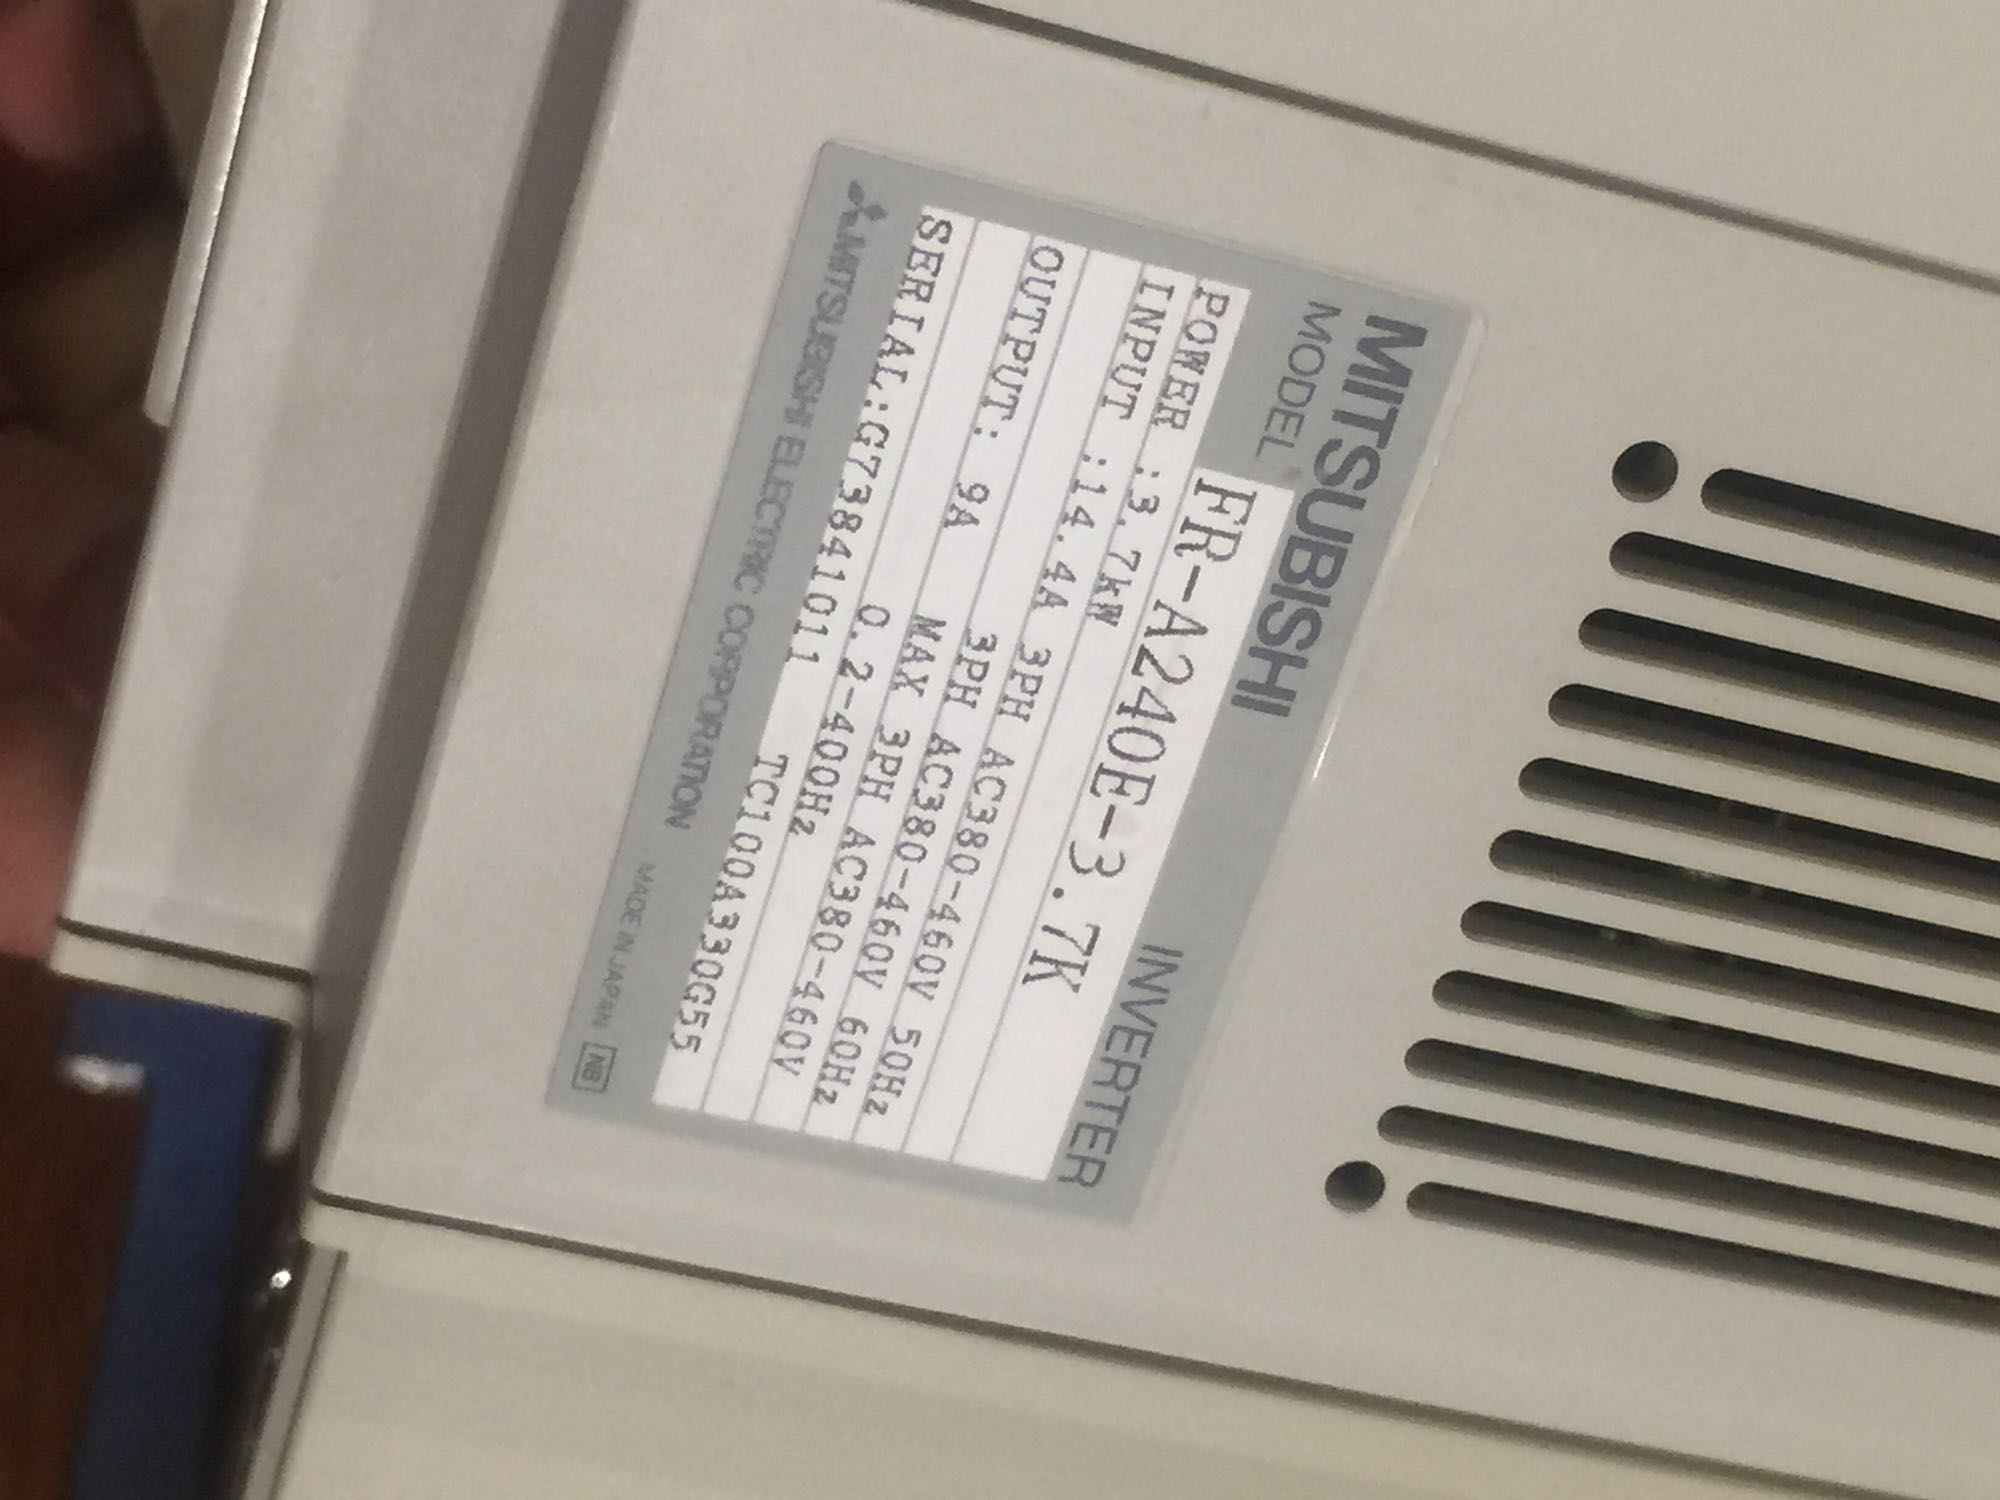 MITSUBISHI INVERTER
MODEL FR-A240E-3.7K
POWER :3.7kW
INPUT :14.4A 3PH AC380-460V 50Hz
3PH AC380-460V 60Hz
OUTPUT: 9A MAX 3PH AC380-460V
0.2-400Hz
SERIAL:G73841011 TC100A330G55
MITSUBISHI ELECTRIC CORPORATION MADE IN JAPAN NB